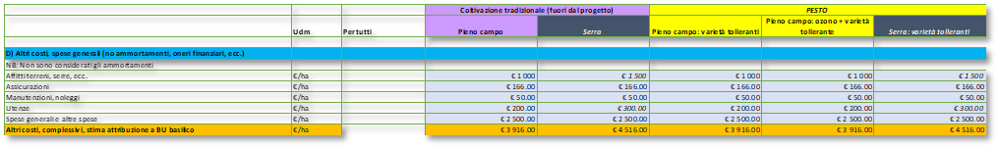 Coltivazione tradizionale (fuori dal progetto) PESTO
Udm Per tutti Pieno campo Serra Pieno campo: varietà tolleranti Pieno campo: ozono + varietà tollerante Serra: varietà tolleranti
D) Altri costi, spese generali (no ammortamenti, oneri finanziari, ecc.)
NB: Non sono considerati gli ammortamenti
Affitti terreni, serre, ecc. €/ha € 1 000 € 1 500 € 1 000 € 1 000 € 1 500
Assicurazioni €/ha € 166.00 € 166.00 € 166.00 € 166.00 € 166.00
Manutenzioni, noleggi €/ha € 50.00 € 50.00 € 50.00 € 50.00 € 50.00
Utenze €/ha € 200.00 € 300.00 € 200.00 € 200.00 € 300.00
Spese generali e altre spese €/ha € 2 500.00 € 2 500.00 € 2 500.00 € 2 500.00 € 2 500.00
Altri costi, complessivi, stima attribuzione a BU basilico €/ha € 3 916.00 € 4 516.00 € 3 916.00 € 3 916.00 € 4 516.00